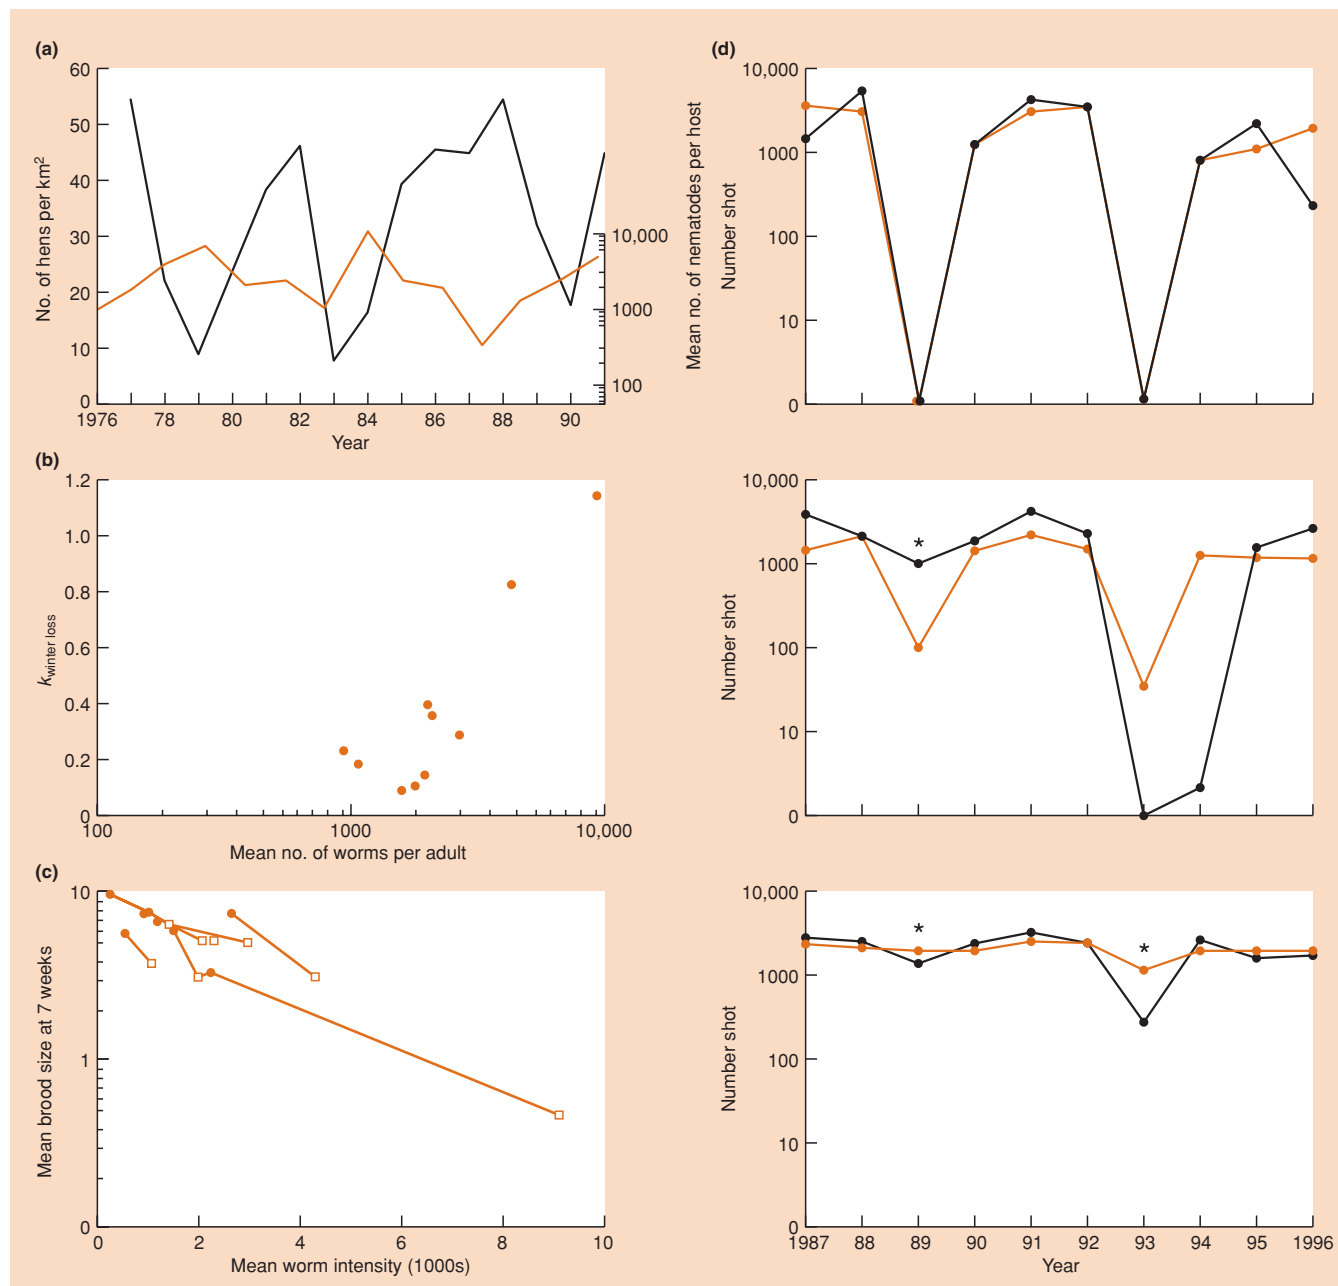 (a)
60
50
40
30
20
10
0
No. of hens per km²
10,000
1000
100
Mean no. of nematodes per host
1976 78 80 82 84 86 88 90
Year
(b)
1.2
1.0
0.8
0.6
0.4
0.2
0
k winter loss
100 1000 10,000
Mean no. of worms per adult
(c)
10
1
0
Mean brood size at 7 weeks
0 2 4 6 8 10
Mean worm intensity (1000s)
(d)
10,000
1000
100
10
0
Number shot
10,000
1000
100
10
0
Number shot
*
10,000
1000
100
10
0
Number shot
* *
1987 88 89 90 91 92 93 94 95 1996
Year